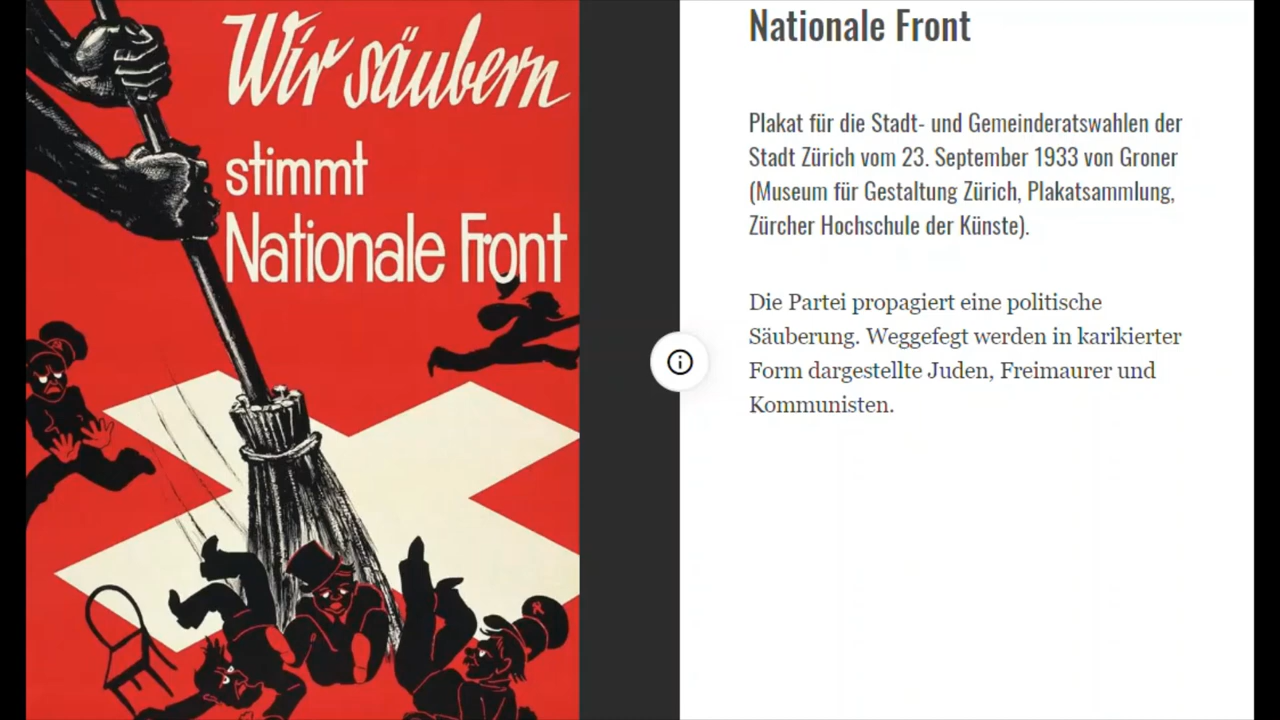 Wir säubern
stimmt
Nationale Front
Nationale Front
Plakat für die Stadt- und Gemeinderatswahlen der
Stadt Zürich vom 23. September 1933 von Groner
(Museum für Gestaltung Zürich, Plakatsammlung,
Zürcher Hochschule der Künste).
Die Partei propagiert eine politische
Säuberung. Weggefegt werden in karikierter
Form dargestellte Juden, Freimaurer und
Kommunisten.